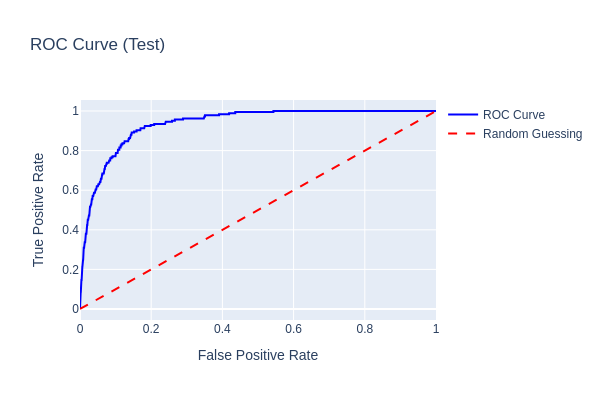 ROC Curve (Test)
ROC Curve
Random Guessing
True Positive Rate
1
0.8
0.6
0.4
0.2
0
0 0.2 0.4 0.6 0.8 1
False Positive Rate